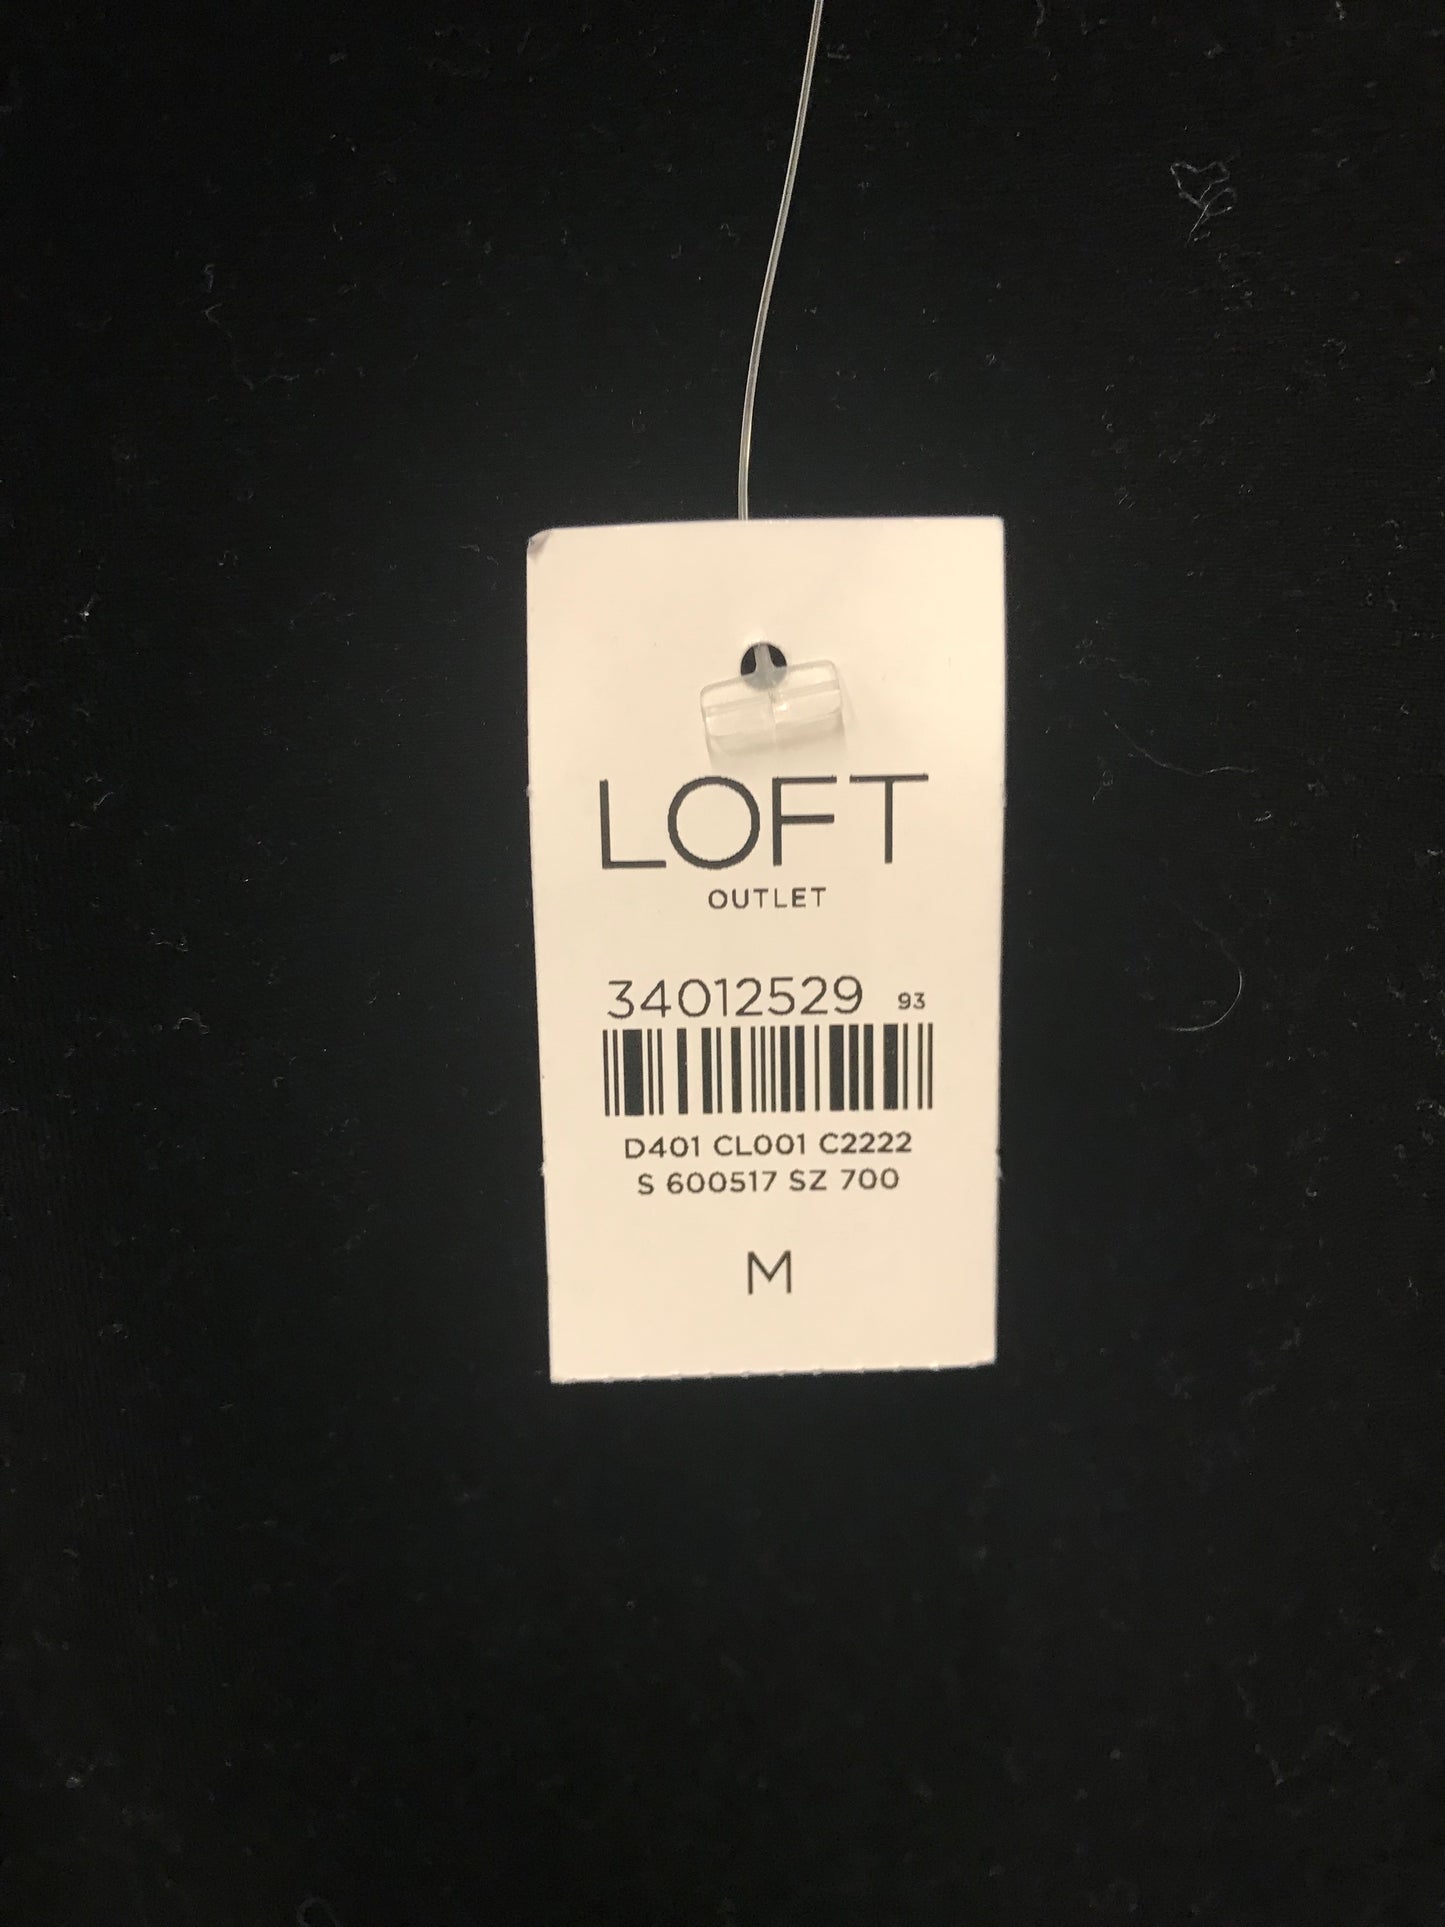 LOFT
OUTLET
34012529 93
D401 CL001 C2222
S 600517 SZ 700
M